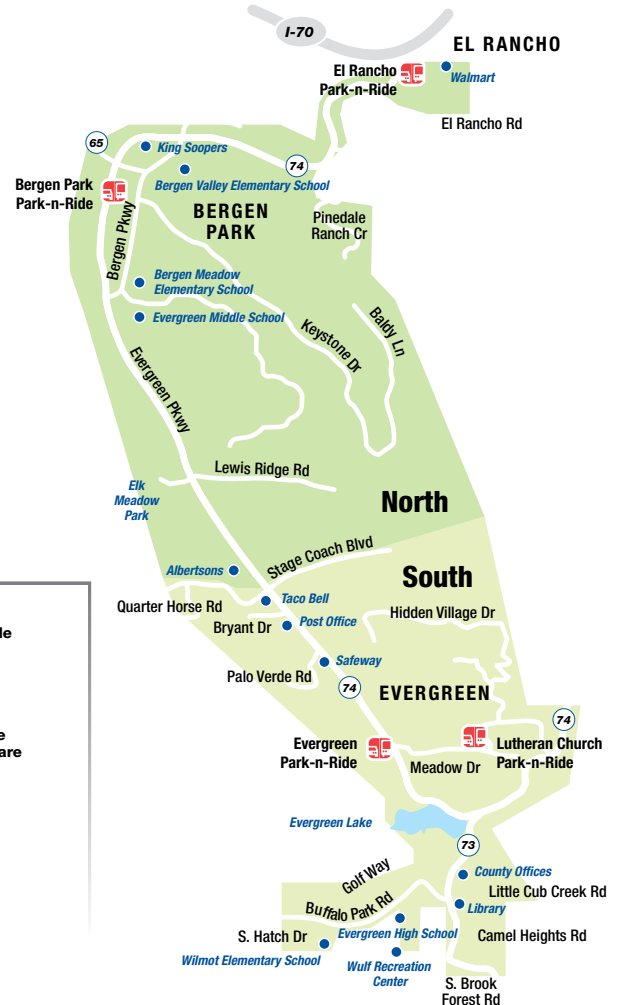 I-70
EL RANCHO
El Rancho
Park-n-Ride
Walmart
El Rancho Rd
65
King Soopers
74
Bergen Park
Park-n-Ride
Bergen Valley Elementary School
BERGEN
PARK
Pinedale
Ranch Cr
Bergen Pkwy
Bergen Meadow
Elementary School
Evergreen Middle School
Keystone Dr
Baldy Ln
Evergreen Pkwy
Lewis Ridge Rd
Elk
Meadow
Park
North
Stage Coach Blvd
Albertsons
South
Quarter Horse Rd
Taco Bell
Hidden Village Dr
Bryant Dr
Post Office
Safeway
Palo Verde Rd
74
EVERGREEN
74
Evergreen
Park-n-Ride
Lutheran Church
Park-n-Ride
Meadow Dr
Evergreen Lake
73
Golf Way
County Offices
Little Cub Creek Rd
Buffalo Park Rd
Library
S. Hatch Dr
Evergreen High School
Camel Heights Rd
Wilmot Elementary School
Wulf Recreation
Center
S. Brook
Forest Rd
are